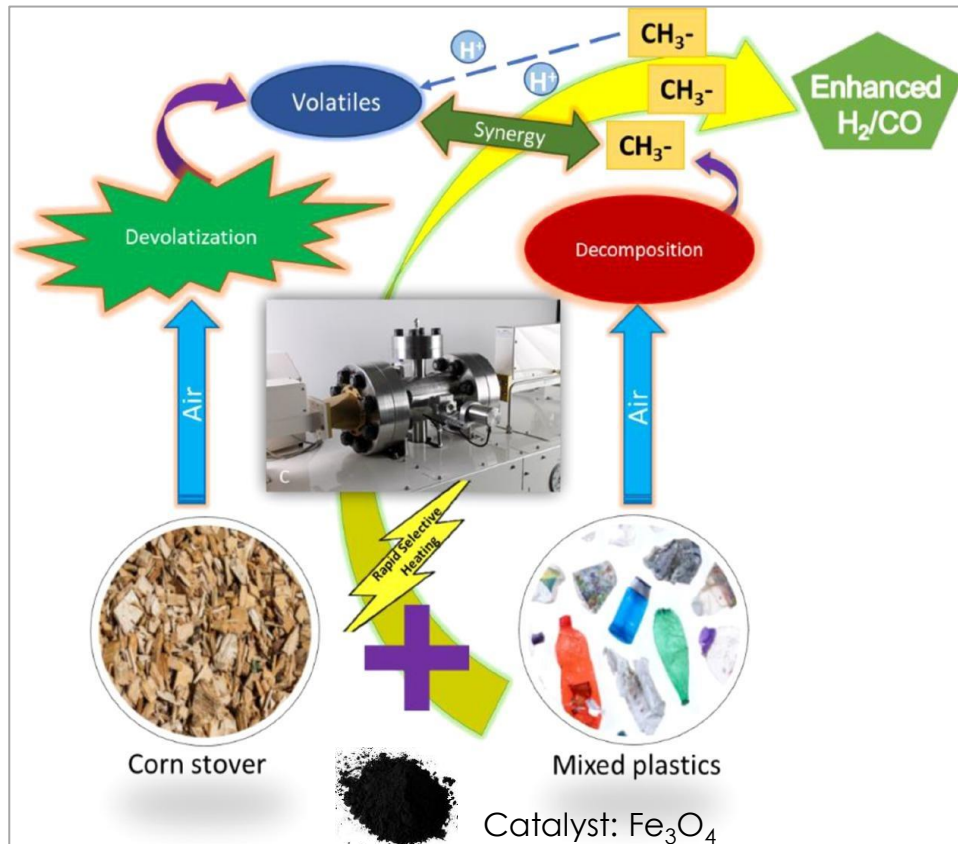 CH₃-
H⁺
H⁺
Volatiles
CH₃-
Enhanced
H₂/CO
Synergy
CH₃-
Devolatization
Decomposition
Air
Air
C
Rapid Selective
Heating
Corn stover
Mixed plastics
Catalyst: Fe₃O₄